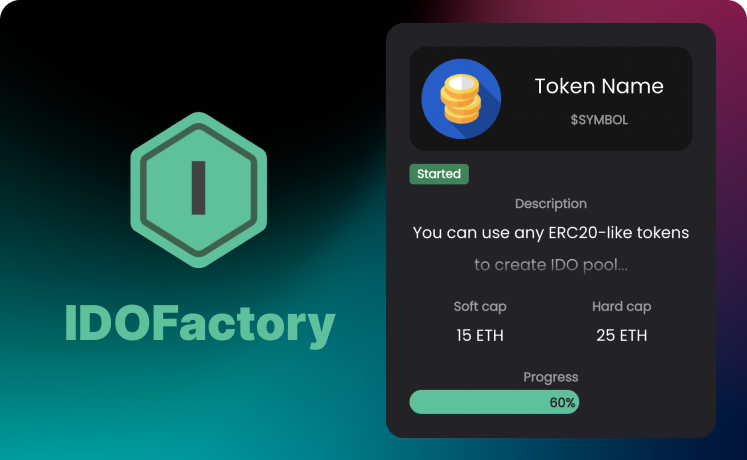 I
IDOFactory
Token Name
$SYMBOL
Started
Description
You can use any ERC20-like tokens
to create IDO pool...
Soft cap
Hard cap
15 ETH
25 ETH
Progress
60%